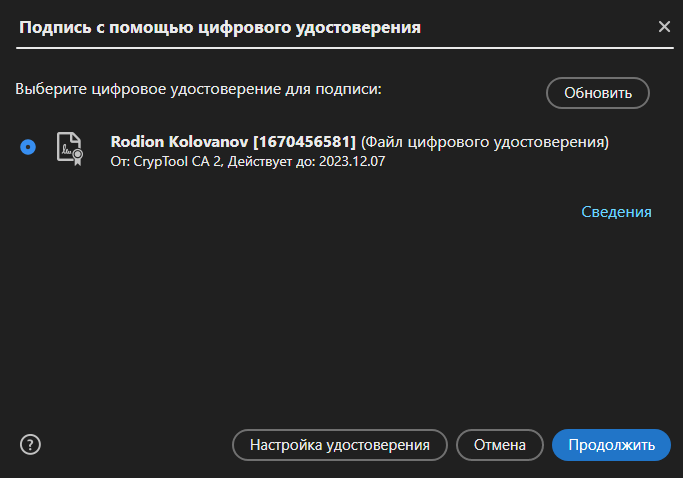 Подпись с помощью цифрового удостоверения
Выберите цифровое удостоверение для подписи:
Обновить
Rodion Kolovanov [1670456581] (Файл цифрового удостоверения)
От: CrypTool CA 2, Действует до: 2023.12.07
Сведения
?
Настройка удостоверения
Отмена
Продолжить